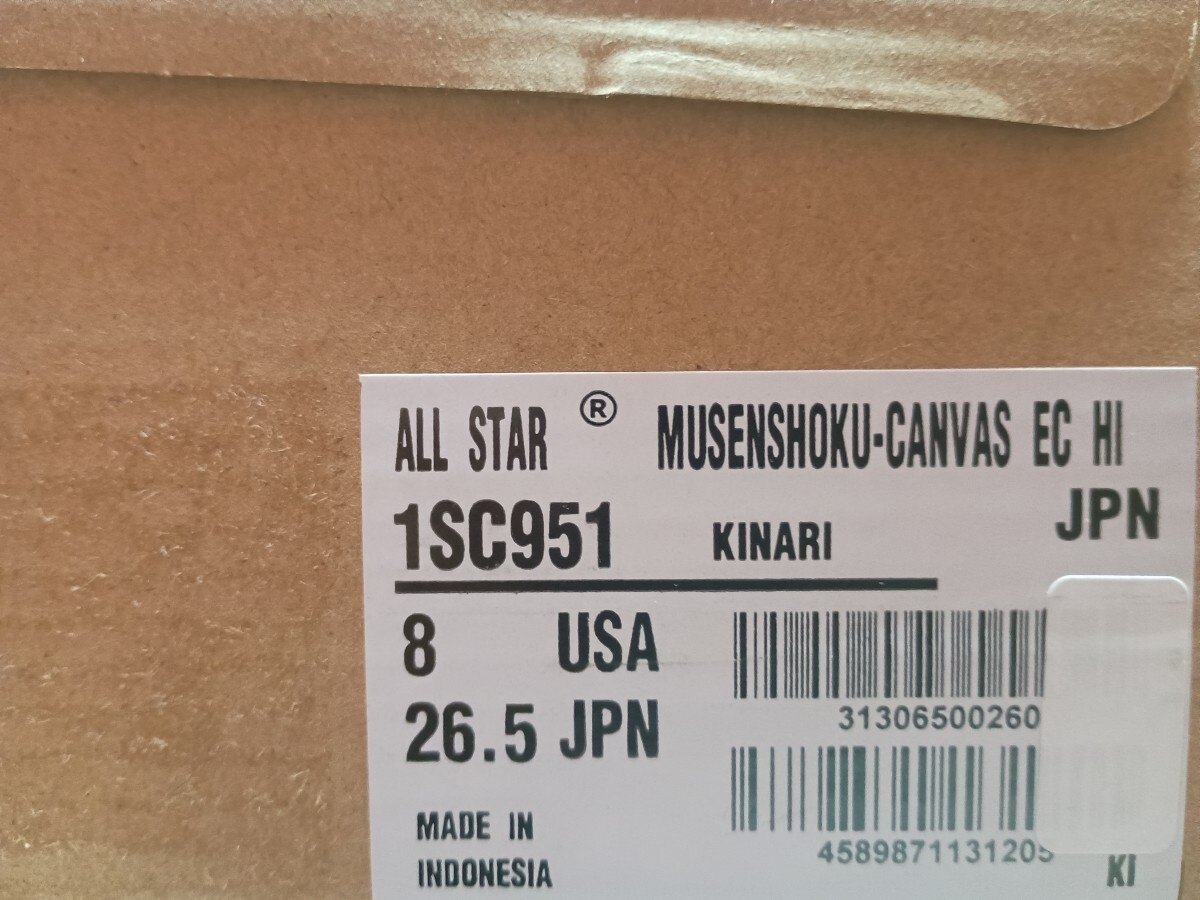 ALL STAR ® MUSENSHOKU-CANVAS EC HI
1SC951 KINARI JPN
8 USA
26.5 JPN
31306500260
4589871131205
MADE IN
INDONESIA
KI